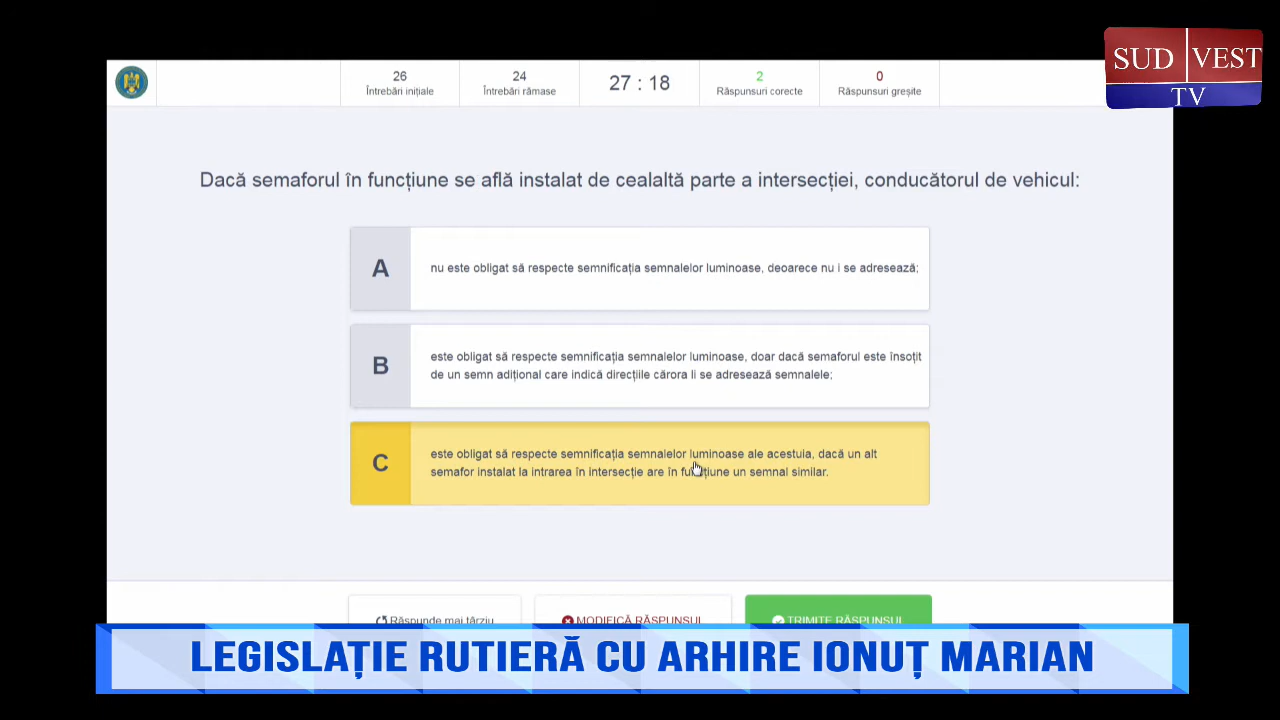 SUD VEST
TV
26
Întrebări inițiale
24
Întrebări rămase
27 : 18
2
Răspunsuri corecte
0
Răspunsuri greșite
Dacă semaforul în funcțiune se află instalat de cealaltă parte a intersecției, conducătorul de vehicul:
A
nu este obligat să respecte semnificația semnalelor luminoase, deoarece nu i se adresează;
B
este obligat să respecte semnificația semnalelor luminoase, doar dacă semaforul este însoțit
de un semn adițional care indică direcțiile cărora li se adresează semnalele;
C
este obligat să respecte semnificația semnalelor luminoase ale acestuia, dacă un alt
semafor instalat la intrarea în intersecție are în funcțiune un semnal similar.
Răspunde mai târziu
MODIFICĂ RĂSPUNSUL
TRIMITE RĂSPUNSUL
LEGISLAȚIE RUTIERĂ CU ARHIRE IONUȚ MARIAN